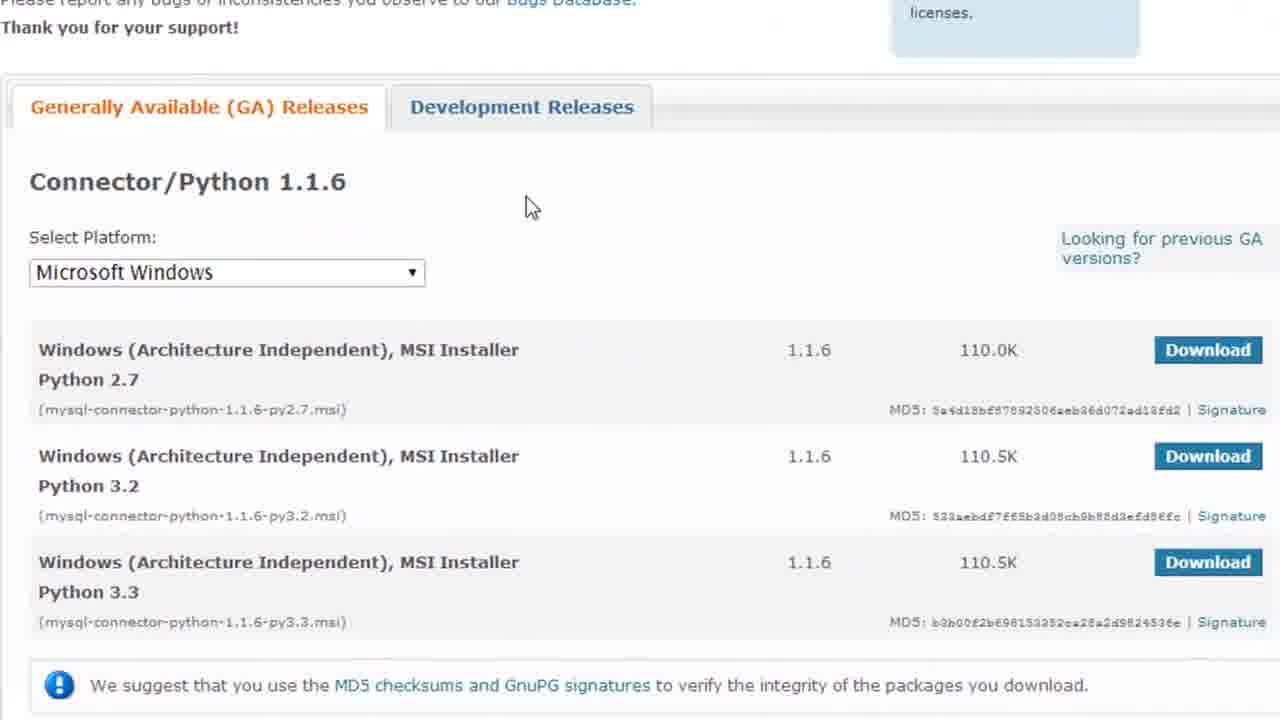 Please report any bugs or inconsistencies you observe to our Bugs Database.
Thank you for your support!
licenses.
Generally Available (GA) Releases
Development Releases
Connector/Python 1.1.6
Select Platform:
Microsoft Windows
Looking for previous GA
versions?
Windows (Architecture Independent), MSI Installer 1.1.6 110.0K Download
Python 2.7
(mysql-connector-python-1.1.6-py2.7.msi) MD5: | Signature
Windows (Architecture Independent), MSI Installer 1.1.6 110.5K Download
Python 3.2
(mysql-connector-python-1.1.6-py3.2.msi) MD5: | Signature
Windows (Architecture Independent), MSI Installer 1.1.6 110.5K Download
Python 3.3
(mysql-connector-python-1.1.6-py3.3.msi) MD5: | Signature
We suggest that you use the MD5 checksums and GnuPG signatures to verify the integrity of the packages you download.